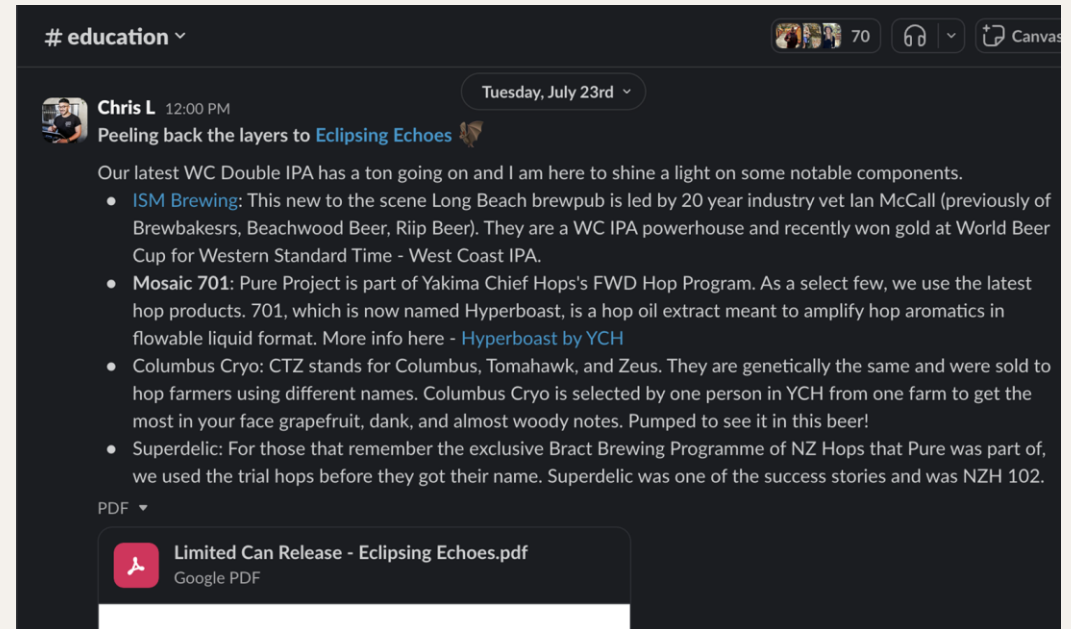 # education
70
Canvas
Tuesday, July 23rd
Chris L 12:00 PM
Peeling back the layers to Eclipsing Echoes
Our latest WC Double IPA has a ton going on and I am here to shine a light on some notable components.
• ISM Brewing: This new to the scene Long Beach brewpub is led by 20 year industry vet Ian McCall (previously of
Brewbakesrs, Beachwood Beer, Riip Beer). They are a WC IPA powerhouse and recently won gold at World Beer
Cup for Western Standard Time - West Coast IPA.
• Mosaic 701: Pure Project is part of Yakima Chief Hops's FWD Hop Program. As a select few, we use the latest
hop products. 701, which is now named Hyperboast, is a hop oil extract meant to amplify hop aromatics in
flowable liquid format. More info here - Hyperboast by YCH
• Columbus Cryo: CTZ stands for Columbus, Tomahawk, and Zeus. They are genetically the same and were sold to
hop farmers using different names. Columbus Cryo is selected by one person in YCH from one farm to get the
most in your face grapefruit, dank, and almost woody notes. Pumped to see it in this beer!
• Superdelic: For those that remember the exclusive Bract Brewing Programme of NZ Hops that Pure was part of,
we used the trial hops before they got their name. Superdelic was one of the success stories and was NZH 102.
PDF
Limited Can Release - Eclipsing Echoes.pdf
Google PDF